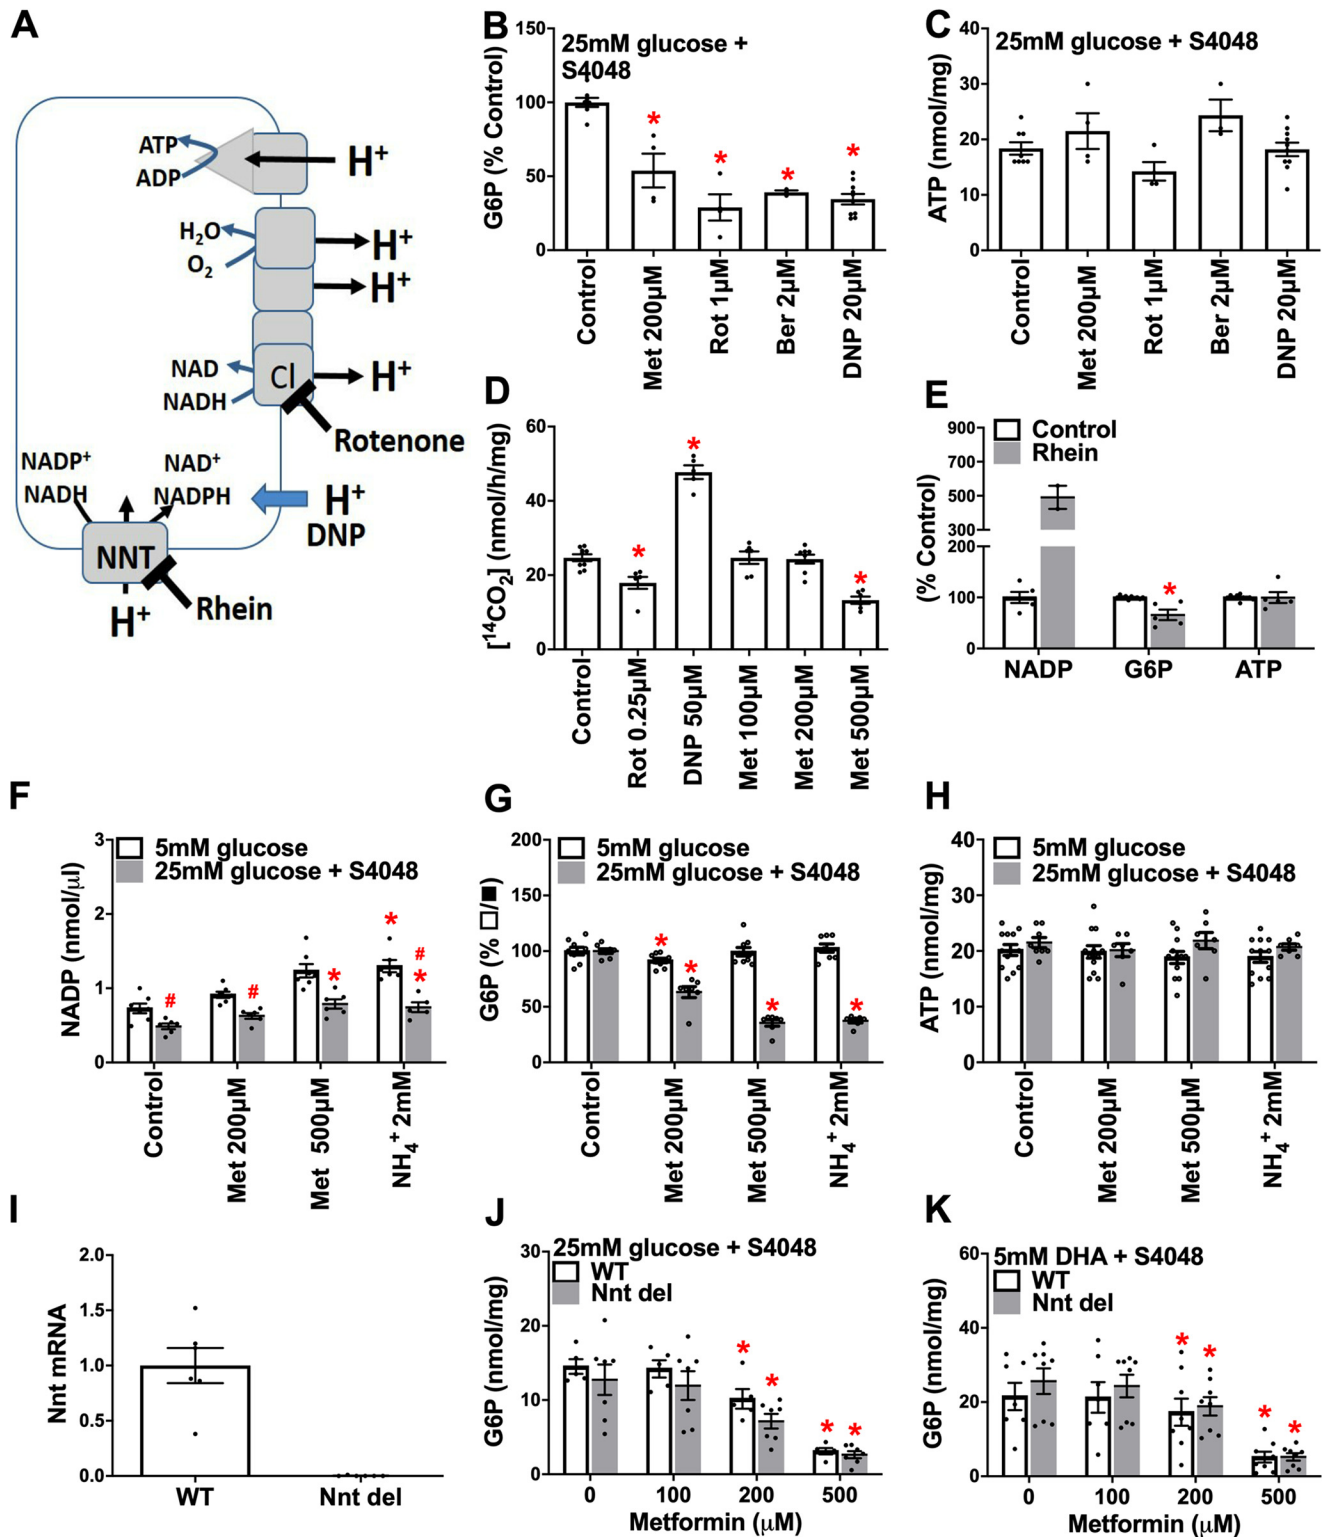 A
ATP
ADP
H+
H2O
O2
H+
H+
NAD
NADH
CI
H+
Rotenone
NADP+
NADH
NAD+
NADPH
H+
DNP
NNT
Rhein
H+
B
25mM glucose +
S4048
G6P (% Control)
150
100
50
0
*
*
*
*
Control
Met 200µM
Rot 1µM
Ber 2µM
DNP 20µM
C
25mM glucose + S4048
ATP (nmol/mg)
40
30
20
10
0
Control
Met 200µM
Rot 1µM
Ber 2µM
DNP 20µM
D
[14CO2] (nmol/h/mg)
60
40
20
0
*
*
*
Control
Rot 0.25µM
DNP 50µM
Met 100µM
Met 200µM
Met 500µM
E
Control
Rhein
(% Control)
900
700
500
300
200
100
0
*
NADP
G6P
ATP
F
5mM glucose
25mM glucose + S4048
NADP (nmol/µl)
3
2
1
0
#
#
*
*
#
*
Control
Met 200µM
Met 500µM
NH4+ 2mM
G
5mM glucose
25mM glucose + S4048
G6P (% □/■)
200
150
100
50
0
*
*
*
*
Control
Met 200µM
Met 500µM
NH4+ 2mM
H
5mM glucose
25mM glucose + S4048
ATP (nmol/mg)
40
30
20
10
0
Control
Met 200µM
Met 500µM
NH4+ 2mM
I
Nnt mRNA
2.0
1.5
1.0
0.5
0.0
WT
Nnt del
J
25mM glucose + S4048
WT
Nnt del
G6P (nmol/mg)
30
20
10
0
*
*
*
*
0
100
200
500
Metformin (µM)
K
5mM DHA + S4048
WT
Nnt del
G6P (nmol/mg)
60
40
20
0
*
*
*
*
0
100
200
500
Metformin (µM)